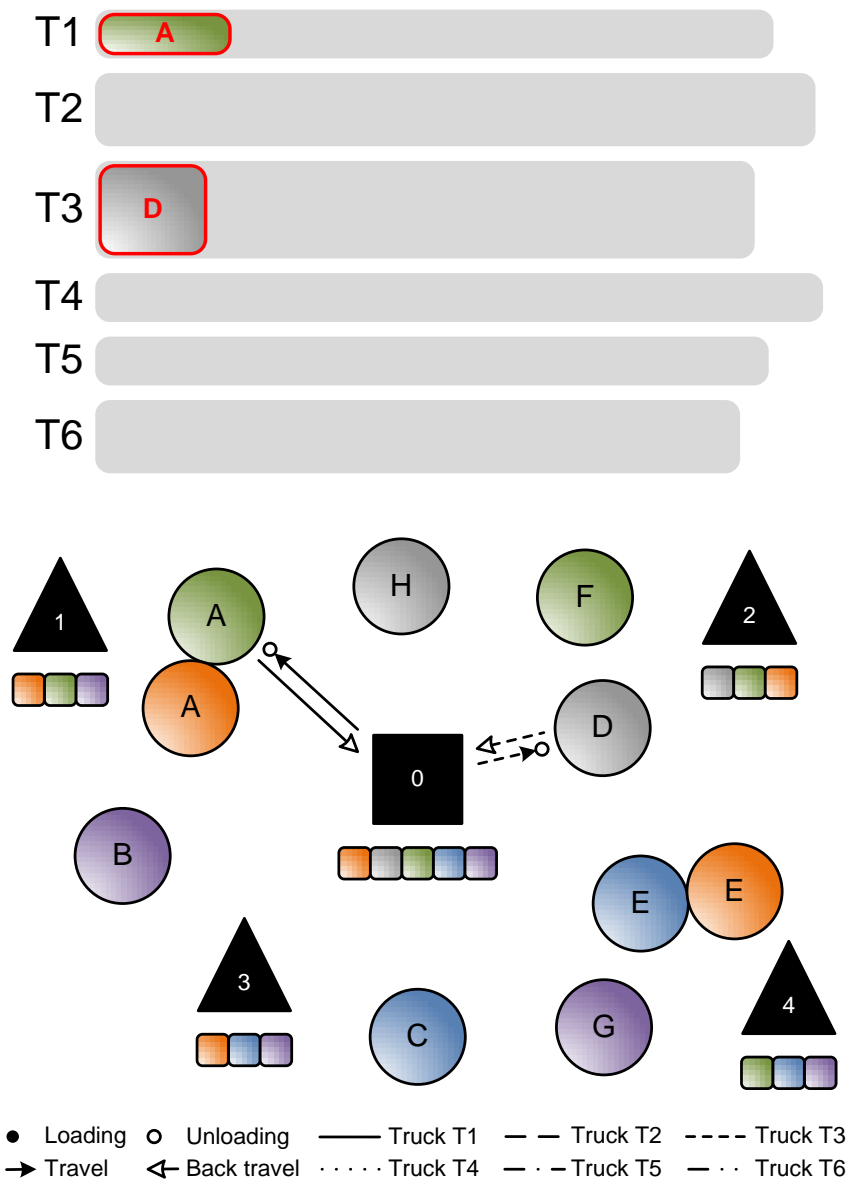 T1 A
T2
T3 D
T4
T5
T6
H
F
A
1
2
A
D
0
B
E
E
3
4
C
G
Loading Unloading Truck T1 Truck T2 Truck T3
Travel Back travel Truck T4 Truck T5 Truck T6